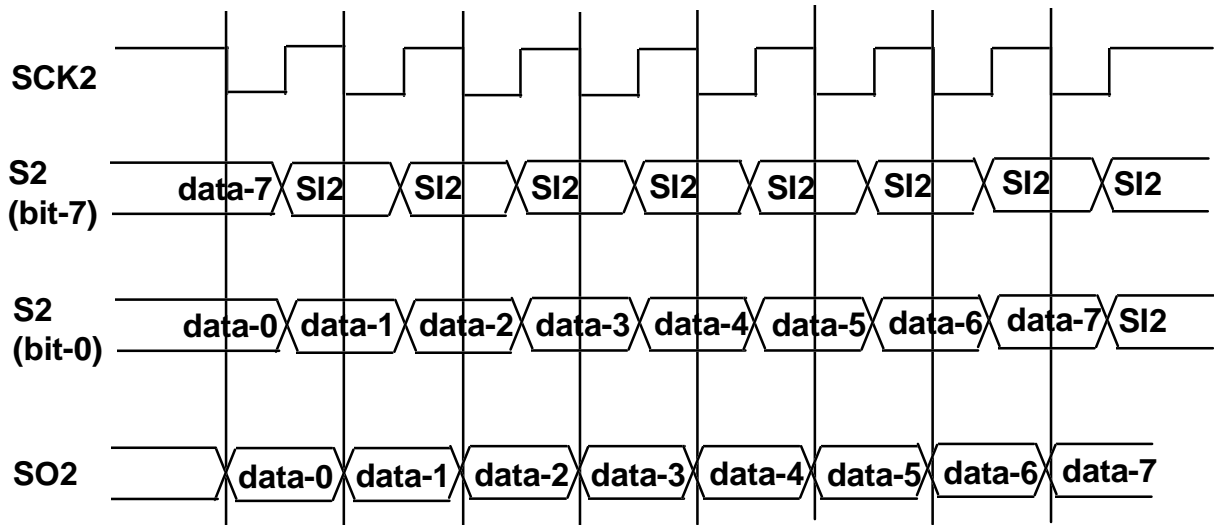 SCK2
S2
(bit-7)
data-7 SI2 SI2 SI2 SI2 SI2 SI2 SI2 SI2
S2
(bit-0)
data-0 data-1 data-2 data-3 data-4 data-5 data-6 data-7 SI2
SO2
data-0 data-1 data-2 data-3 data-4 data-5 data-6 data-7